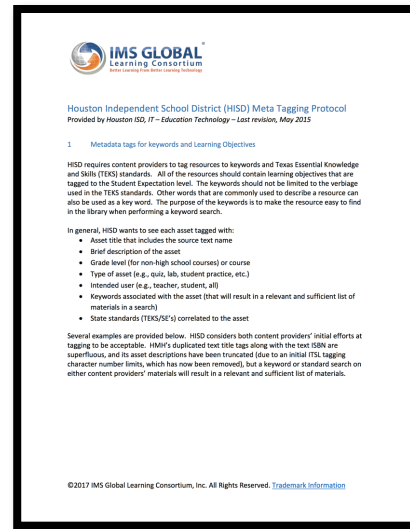 IMS GLOBAL
Learning Consortium
Better Learning From Better Learning Technology
Houston Independent School District (HISD) Meta Tagging Protocol
Provided by Houston ISD, IT – Education Technology – Last revision, May 2015
1 Metadata tags for keywords and Learning Objectives
HISD requires content providers to tag resources to keywords and Texas Essential Knowledge
and Skills (TEKS) standards. All of the resources should contain learning objectives that are
tagged to the Student Expectation level. The keywords should not be limited to the verbiage
used in the TEKS standards. Other words that are commonly used to describe a resource can
also be used as a key word. The purpose of the keywords is to make the resource easy to find
in the library when performing a keyword search.
In general, HISD wants to see each asset tagged with:
• Asset title that includes the source text name
• Brief description of the asset
• Grade level (for non-high school courses) or course
• Type of asset (e.g., quiz, lab, student practice, etc.)
• Intended user (e.g., teacher, student, all)
• Keywords associated with the asset (that will result in a relevant and sufficient list of
materials in a search)
• State standards (TEKS/SE's) correlated to the asset
Several examples are provided below. HISD considers both content providers' initial efforts at
tagging to be acceptable. HMH's duplicated text title tags along with the text ISBN are
superfluous, and its asset descriptions have been truncated (due to an initial ITSL tagging
character number limits, which has now been removed), but a keyword or standard search on
either content providers' materials will result in a relevant and sufficient list of materials.
©2017 IMS Global Learning Consortium, Inc. All Rights Reserved. Trademark Information